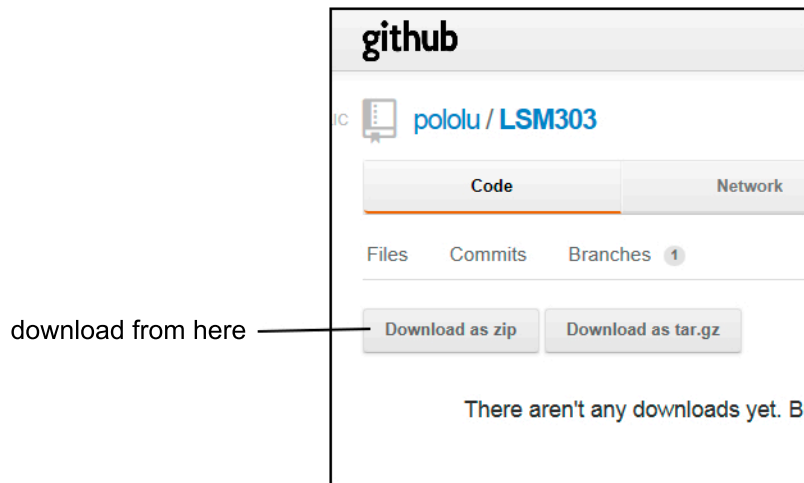 github
uc pololu / LSM303
Code Network
Files Commits Branches 1
download from here Download as zip Download as tar.gz
There aren't any downloads yet. B